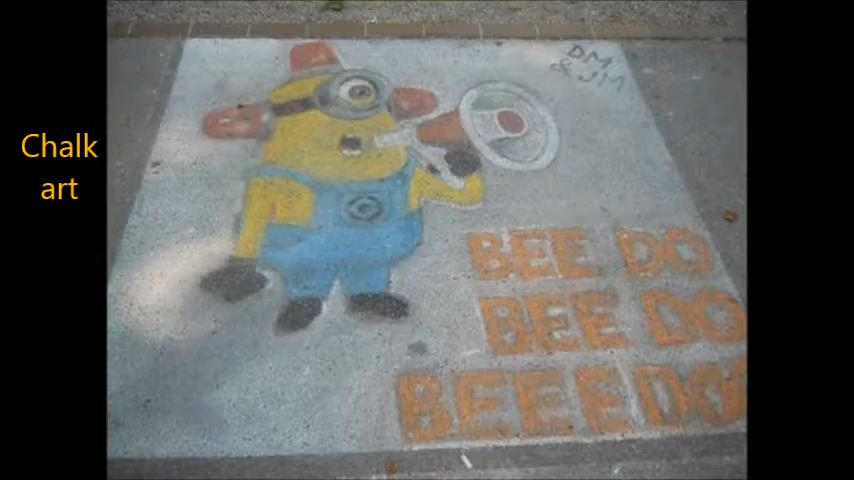 Chalk
art
DM
& JM
BEE DO
BEE DO
BEEEDO